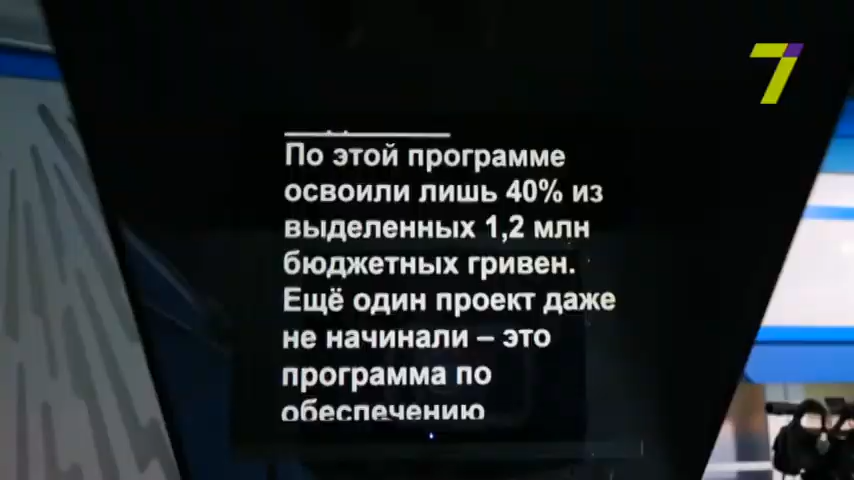 7
По этой программе
освоили лишь 40% из
выделенных 1,2 млн
бюджетных гривен.
Ещё один проект даже
не начинали – это
программа по
обеспечению